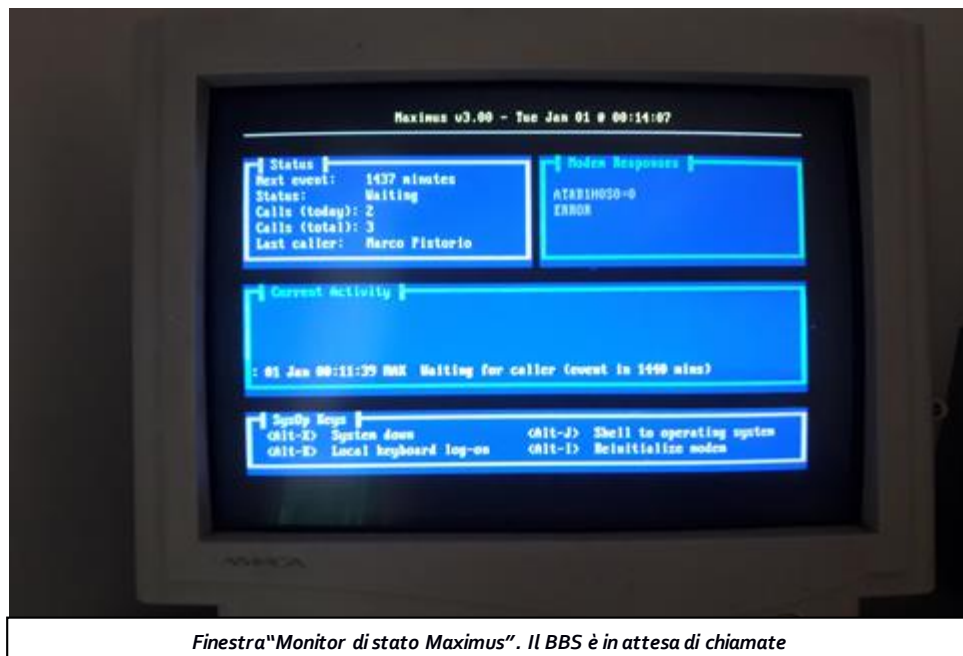 Maximus v3.00 - Tue Jan 01 @ 00:14:07
Status
Next event: 1437 minutes
Status: Waiting
Calls (today): 2
Calls (total): 3
Last caller: Marco Pistorio
Modem Responses
ATAB1H0S0=0
ERROR
Current Activity
: 01 Jan 00:11:39 MAX Waiting for caller (event in 1440 mins)
SysOp Keys
<Alt-X> System down
<Alt-J> Shell to operating system
<Alt-K> Local keyboard log-on
<Alt-I> Reinitialize modem
Finestra"Monitor di stato Maximus". Il BBS è in attesa di chiamate